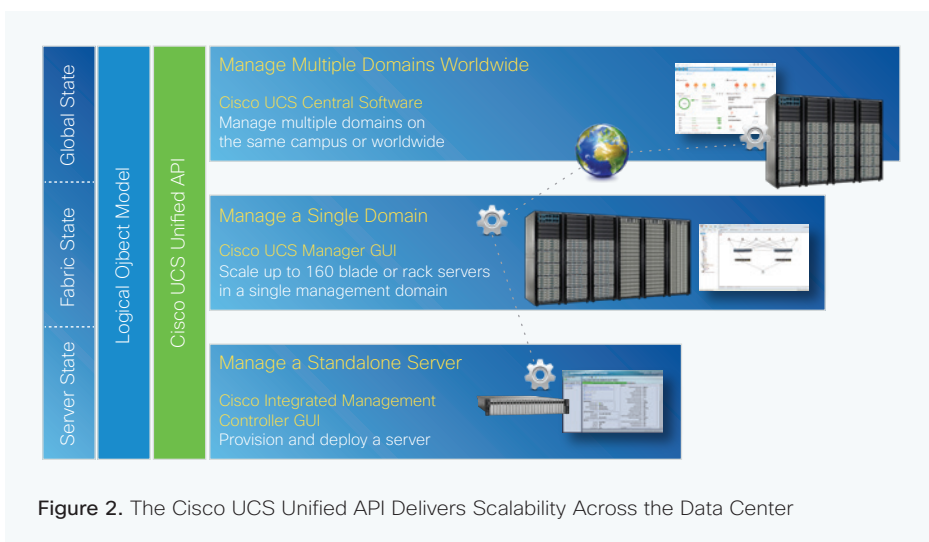 Global State
Fabric State
Server State
Logical Ojbect Model
Cisco UCS Unified API
Manage Multiple Domains Worldwide
Cisco UCS Central Software
Manage multiple domains on
the same campus or worldwide
Manage a Single Domain
Cisco UCS Manager GUI
Scale up to 160 blade or rack servers
in a single management domain
Manage a Standalone Server
Cisco Integrated Management
Controller GUI
Provision and deploy a server
Figure 2. The Cisco UCS Unified API Delivers Scalability Across the Data Center